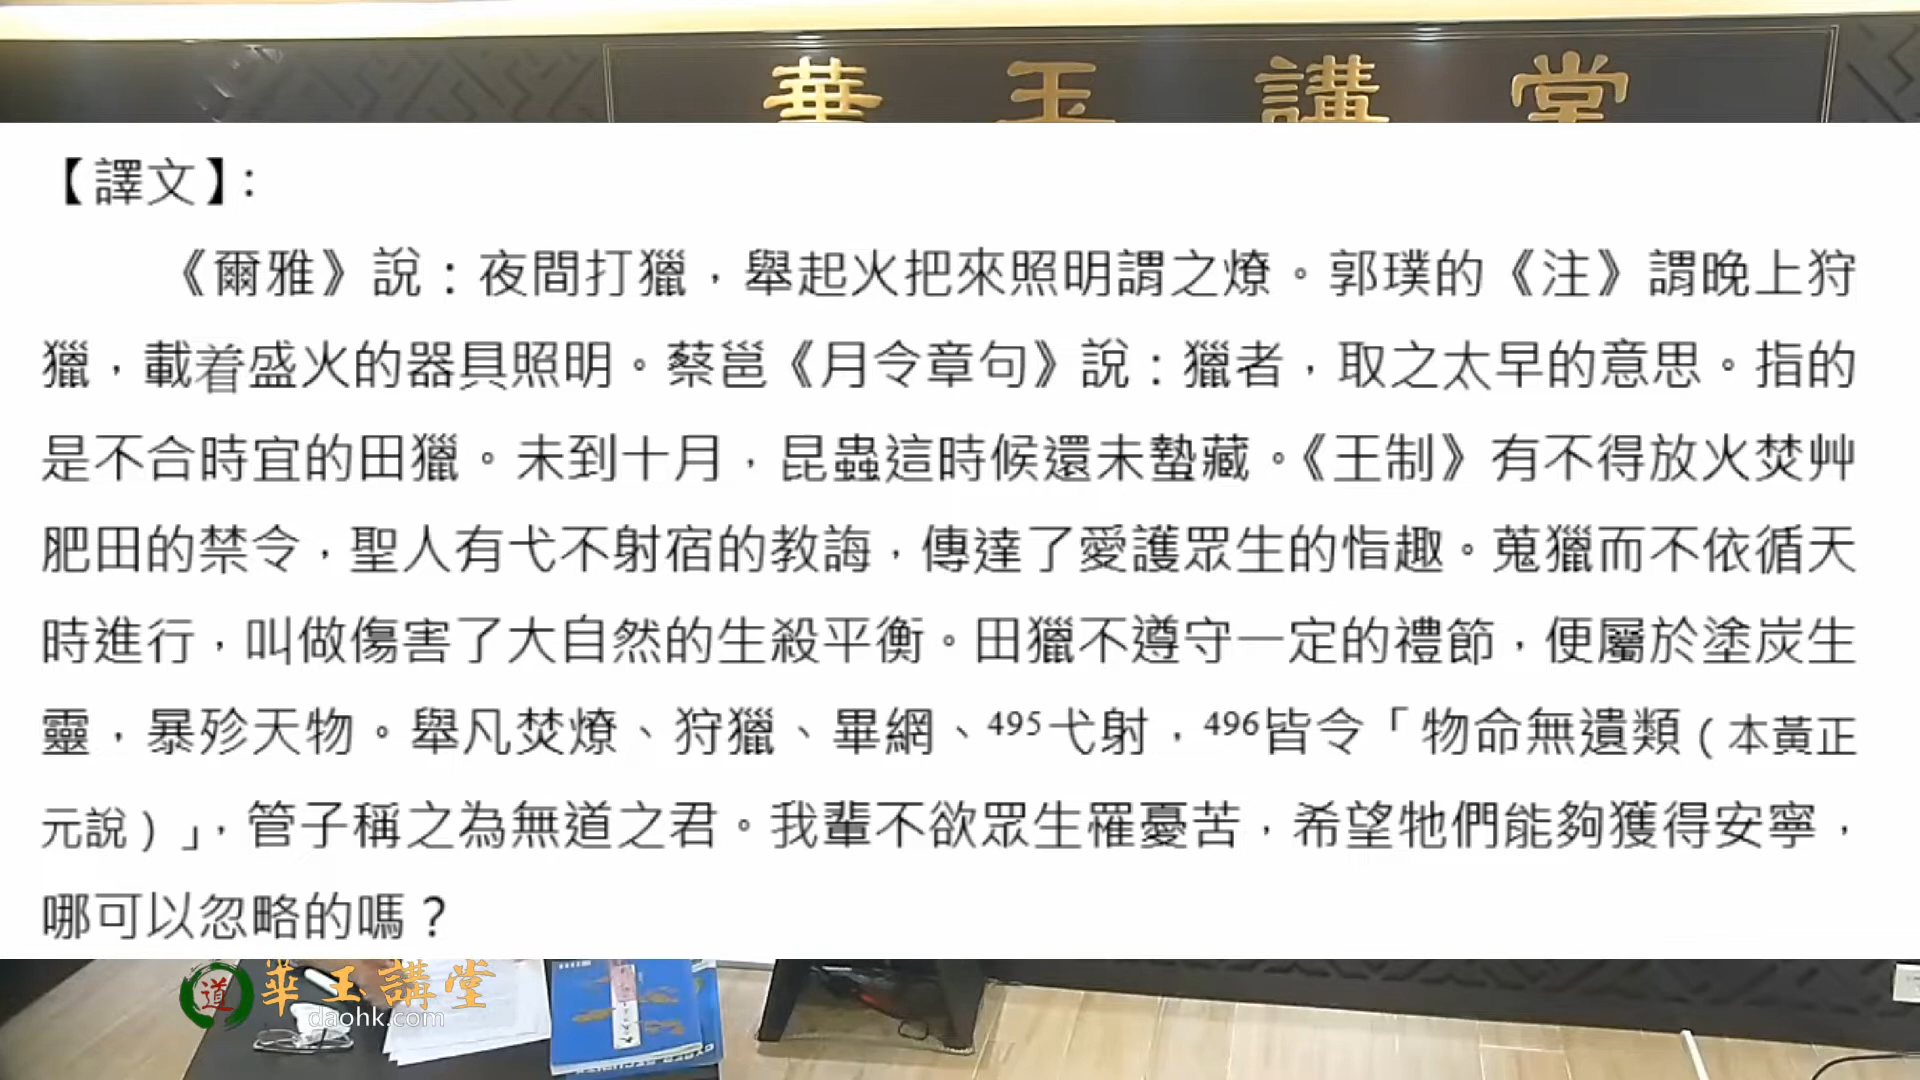 華玉講堂
【譯文】：
《爾雅》說：夜間打獵，舉起火把來照明謂之燎。郭璞的《注》謂晚上狩
獵，載着盛火的器具照明。蔡邕《月令章句》說：獵者，取之太早的意思。指的
是不合時宜的田獵。未到十月，昆蟲這時候還未蟄藏。《王制》有不得放火焚艸
肥田的禁令，聖人有弋不射宿的教誨，傳達了愛護眾生的恉趣。蒐獵而不依循天
時進行，叫做傷害了大自然的生殺平衡。田獵不遵守一定的禮節，便屬於塗炭生
靈，暴殄天物。舉凡焚燎、狩獵、畢網、495弋射，496皆令「物命無遺類（本黃正
元說）」，管子稱之為無道之君。我輩不欲眾生罹憂苦，希望牠們能夠獲得安寧，
哪可以忽略的嗎？
道 華玉講堂
daohk.com